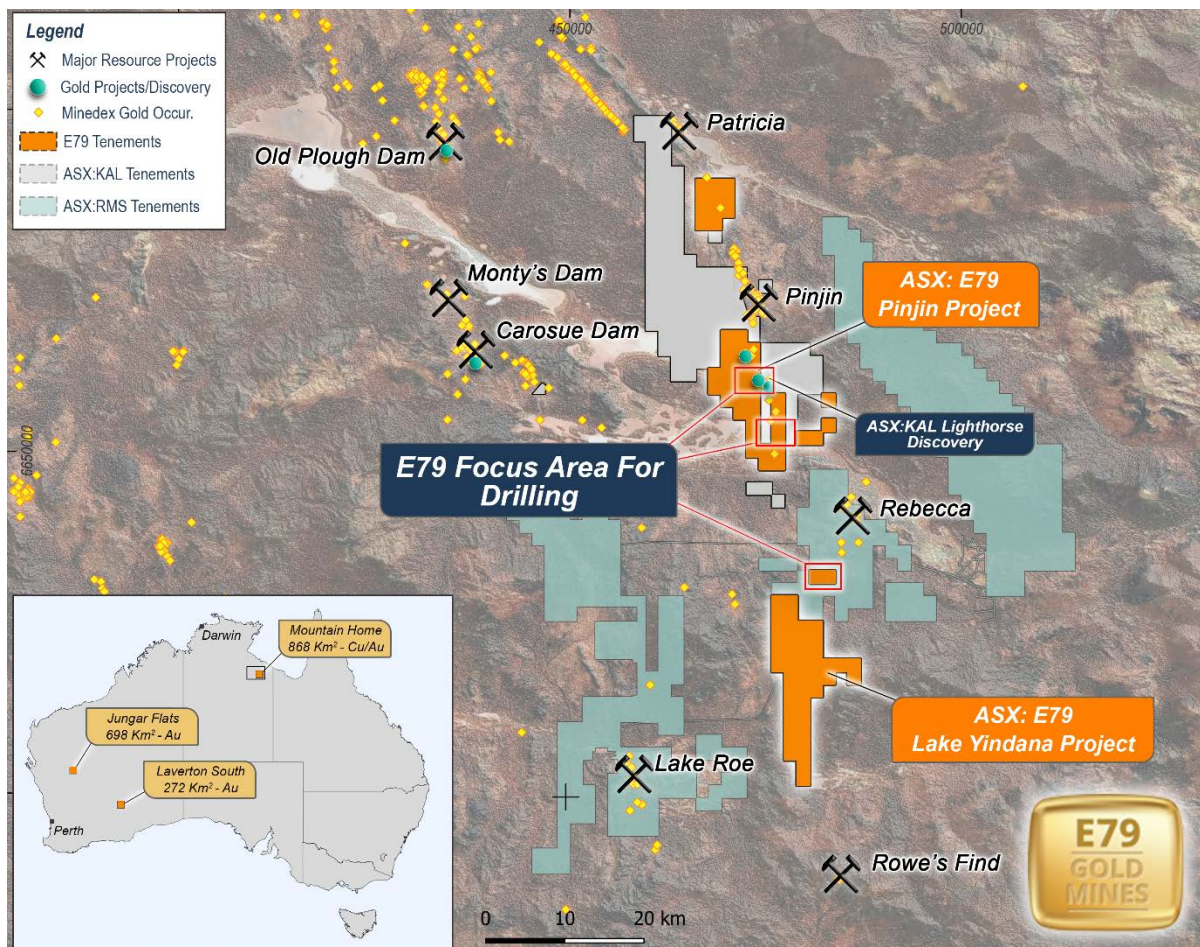 Legend
Major Resource Projects
Gold Projects/Discovery
Minedex Gold Occur.
E79 Tenements
ASX:KAL Tenements
ASX:RMS Tenements
450000
500000
6650000
Patricia
Old Plough Dam
Monty's Dam
Carosue Dam
Pinjin
ASX: E79
Pinjin Project
ASX:KAL Lighthorse
Discovery
E79 Focus Area For
Drilling
Rebecca
ASX: E79
Lake Yindana Project
Lake Roe
Rowe's Find
0 10 20 km
Darwin
Mountain Home
868 Km² - Cu/Au
Jungar Flats
698 Km² - Au
Laverton South
272 Km² - Au
Perth
E79
GOLD
MINES